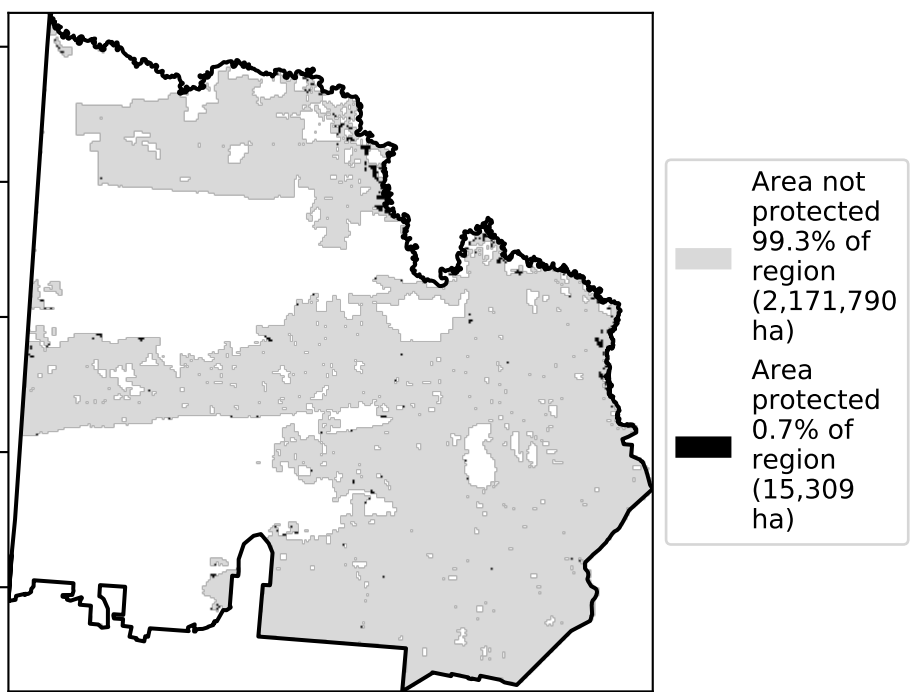 Area not
protected
99.3% of
region
(2,171,790
ha)
Area
protected
0.7% of
region
(15,309
ha)